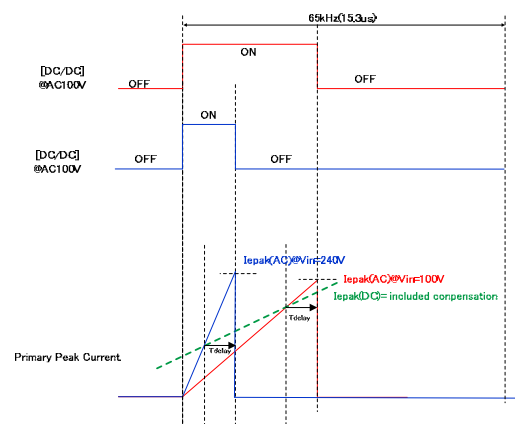 65kHz(15.3us)
ON
[DC/DC]
@AC100V
OFF
OFF
ON
[DC/DC]
@AC100V
OFF
OFF
Iepak(AC)@Vin=240V
Iepak(AC)@Vin=100V
Iepak(DC)= included conpensation
Tdelay
Tdelay
Primary Peak Current.